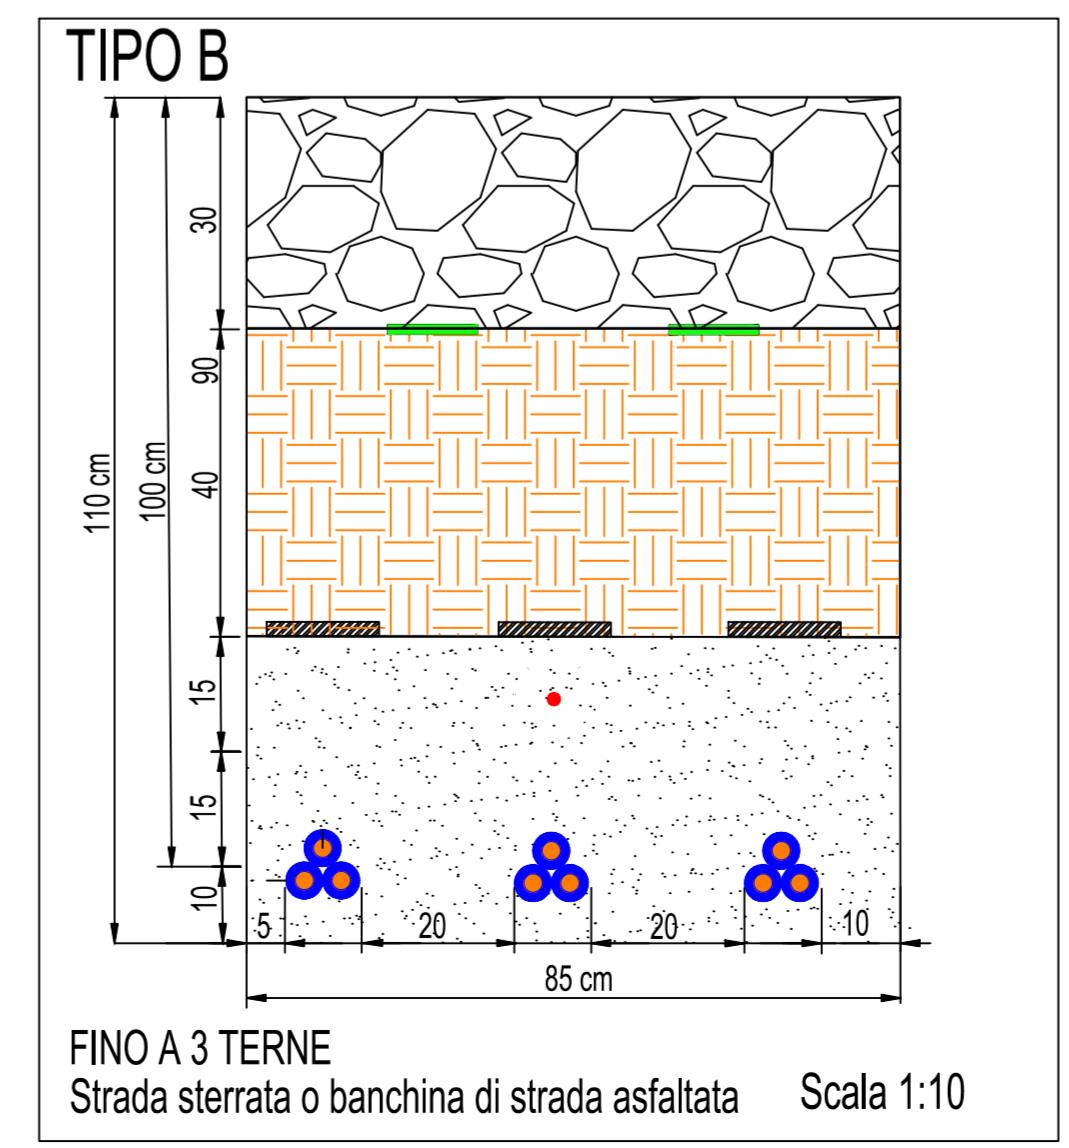 TIPO B
30
90
110 cm
100 cm
40
15
15
10
5
20
20
10
85 cm
FINO A 3 TERNE
Strada sterrata o banchina di strada asfaltata
Scala 1:10